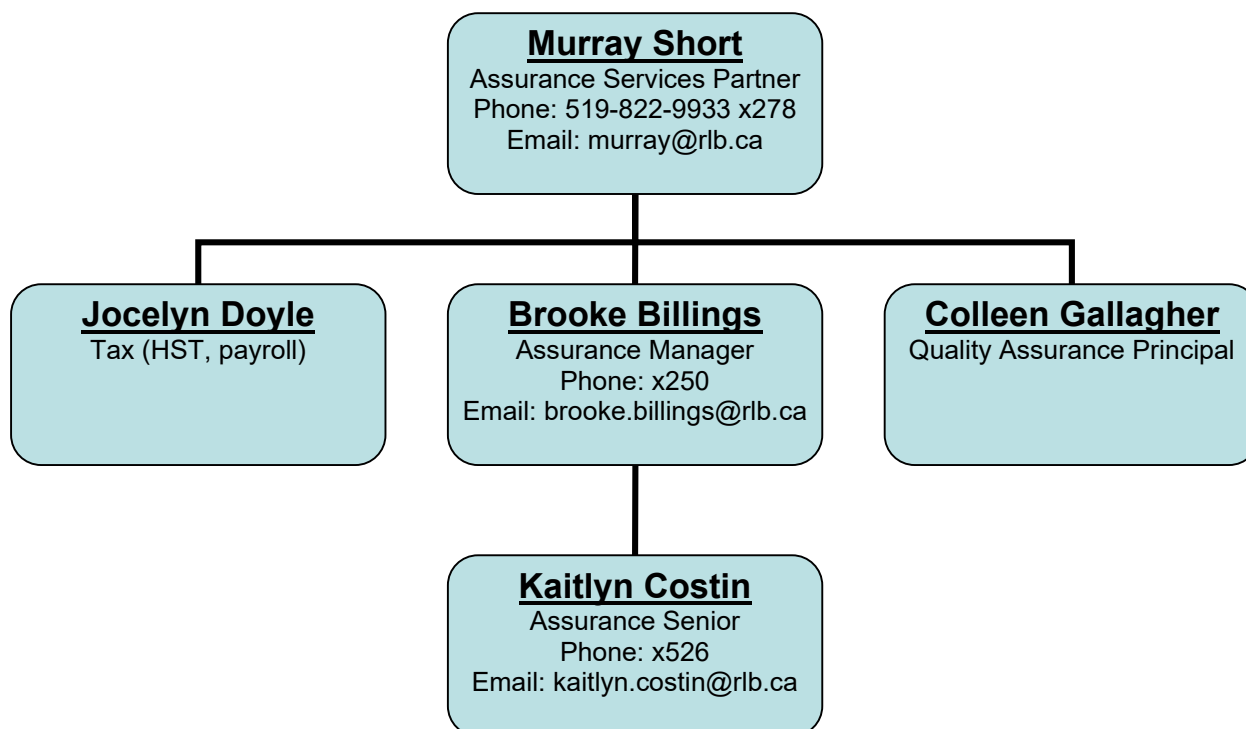 Murray Short
Assurance Services Partner
Phone: 519-822-9933 x278
Email: murray@rlb.ca
Jocelyn Doyle
Tax (HST, payroll)
Brooke Billings
Assurance Manager
Phone: x250
Email: brooke.billings@rlb.ca
Colleen Gallagher
Quality Assurance Principal
Kaitlyn Costin
Assurance Senior
Phone: x526
Email: kaitlyn.costin@rlb.ca